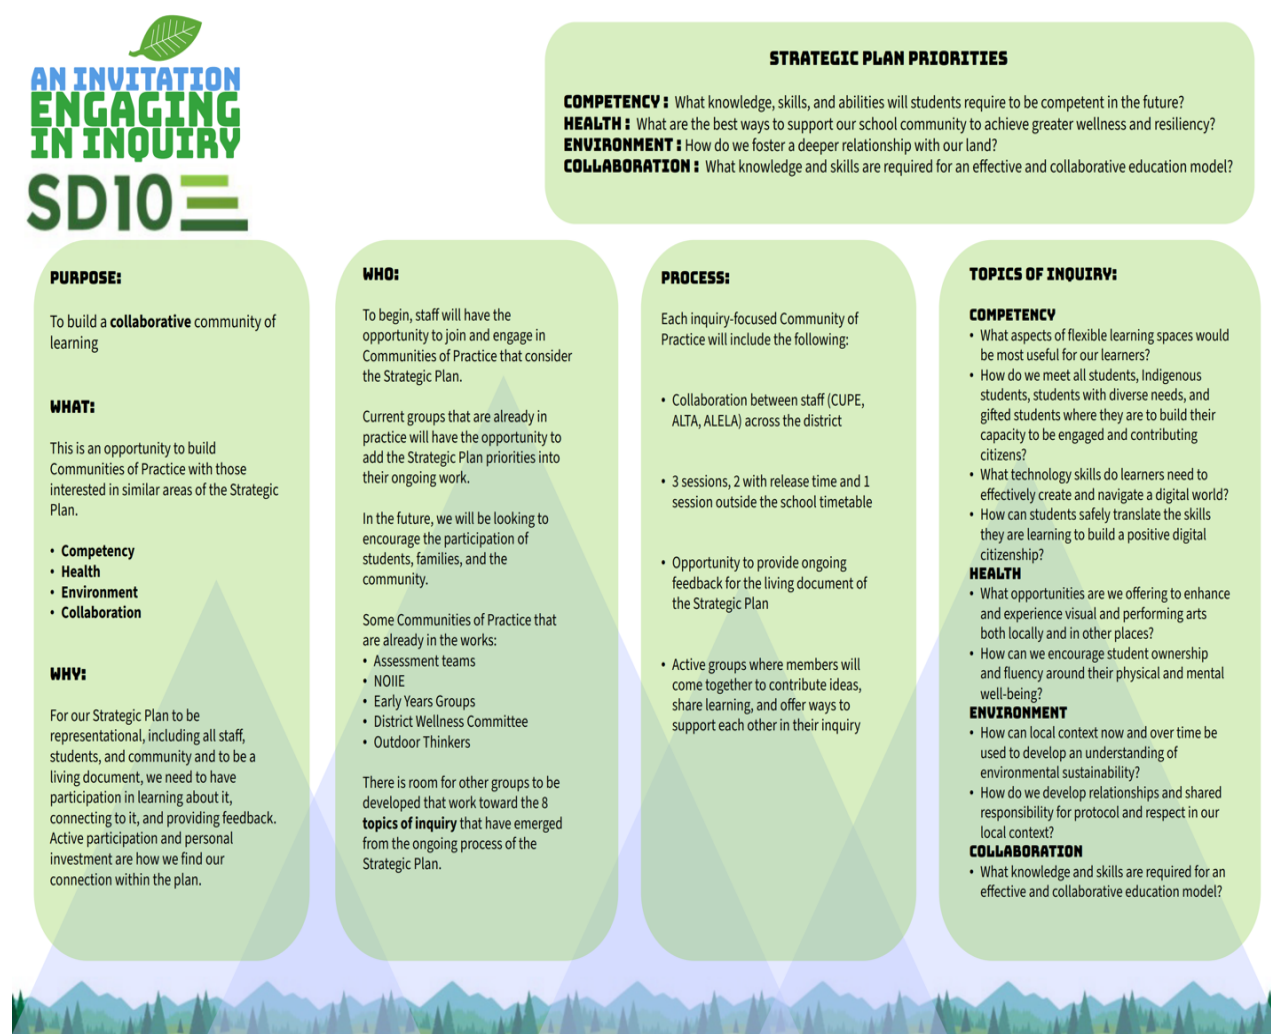 AN INVITATION
ENGAGING
IN INQUIRY
SD10
STRATEGIC PLAN PRIORITIES
COMPETENCY : What knowledge, skills, and abilities will students require to be competent in the future?
HEALTH : What are the best ways to support our school community to achieve greater wellness and resiliency?
ENVIRONMENT : How do we foster a deeper relationship with our land?
COLLABORATION : What knowledge and skills are required for an effective and collaborative education model?
PURPOSE:
To build a collaborative community of
learning
WHAT:
This is an opportunity to build
Communities of Practice with those
interested in similar areas of the Strategic
Plan.
• Competency
• Health
• Environment
• Collaboration
WHY:
For our Strategic Plan to be
representational, including all staff,
students, and community and to be a
living document, we need to have
participation in learning about it,
connecting to it, and providing feedback.
Active participation and personal
investment are how we find our
connection within the plan.
WHO:
To begin, staff will have the
opportunity to join and engage in
Communities of Practice that consider
the Strategic Plan.
Current groups that are already in
practice will have the opportunity to
add the Strategic Plan priorities into
their ongoing work.
In the future, we will be looking to
encourage the participation of
students, families, and the
community.
Some Communities of Practice that
are already in the works:
• Assessment teams
• NOIIE
• Early Years Groups
• District Wellness Committee
• Outdoor Thinkers
There is room for other groups to be
developed that work toward the 8
topics of inquiry that have emerged
from the ongoing process of the
Strategic Plan.
PROCESS:
Each inquiry-focused Community of
Practice will include the following:
• Collaboration between staff (CUPE,
ALTA, ALELA) across the district
• 3 sessions, 2 with release time and 1
session outside the school timetable
• Opportunity to provide ongoing
feedback for the living document of
the Strategic Plan
• Active groups where members will
come together to contribute ideas,
share learning, and offer ways to
support each other in their inquiry
TOPICS OF INQUIRY:
COMPETENCY
• What aspects of flexible learning spaces would
be most useful for our learners?
• How do we meet all students, Indigenous
students, students with diverse needs, and
gifted students where they are to build their
capacity to be engaged and contributing
citizens?
• What technology skills do learners need to
effectively create and navigate a digital world?
• How can students safely translate the skills
they are learning to build a positive digital
citizenship?
HEALTH
• What opportunities are we offering to enhance
and experience visual and performing arts
both locally and in other places?
• How can we encourage student ownership
and fluency around their physical and mental
well-being?
ENVIRONMENT
• How can local context now and over time be
used to develop an understanding of
environmental sustainability?
• How do we develop relationships and shared
responsibility for protocol and respect in our
local context?
COLLABORATION
• What knowledge and skills are required for an
effective and collaborative education model?